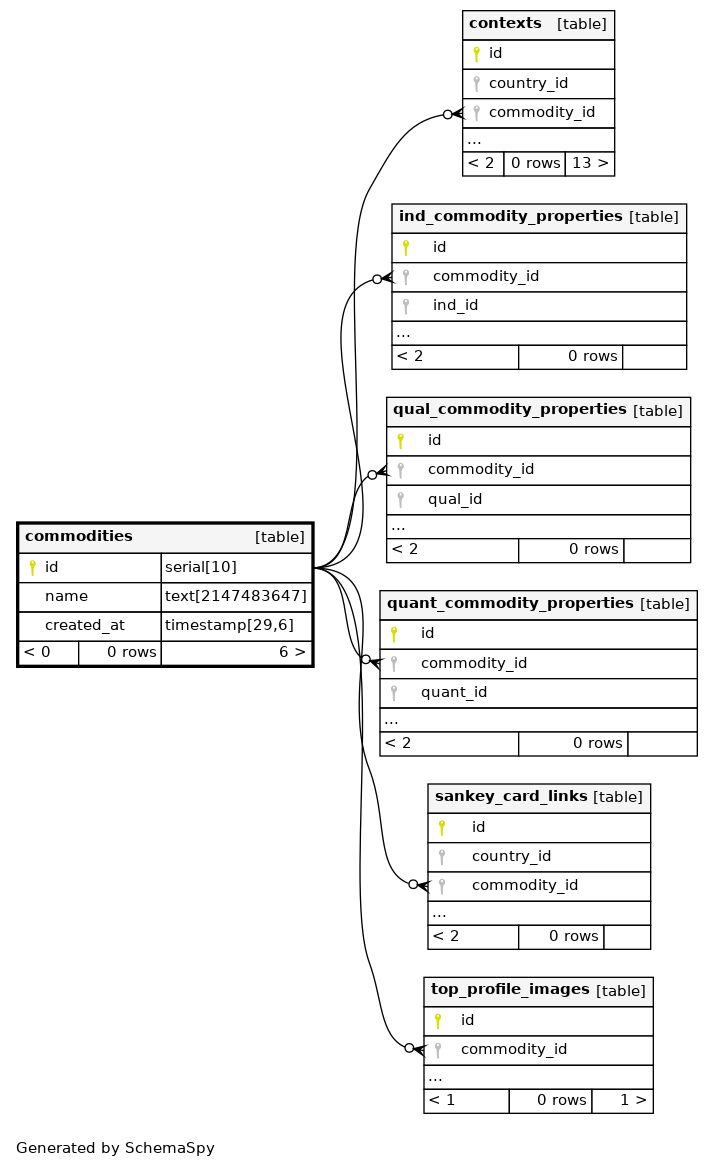 contexts [table]
id
country_id
commodity_id
...
< 2 0 rows 13 >
ind_commodity_properties [table]
id
commodity_id
ind_id
...
< 2 0 rows
qual_commodity_properties [table]
id
commodity_id
qual_id
...
< 2 0 rows
commodities [table]
id serial[10]
name text[2147483647]
created_at timestamp[29,6]
< 0 0 rows 6 >
quant_commodity_properties [table]
id
commodity_id
quant_id
...
< 2 0 rows
sankey_card_links [table]
id
country_id
commodity_id
...
< 2 0 rows
top_profile_images [table]
id
commodity_id
...
< 1 0 rows 1 >
Generated by SchemaSpy